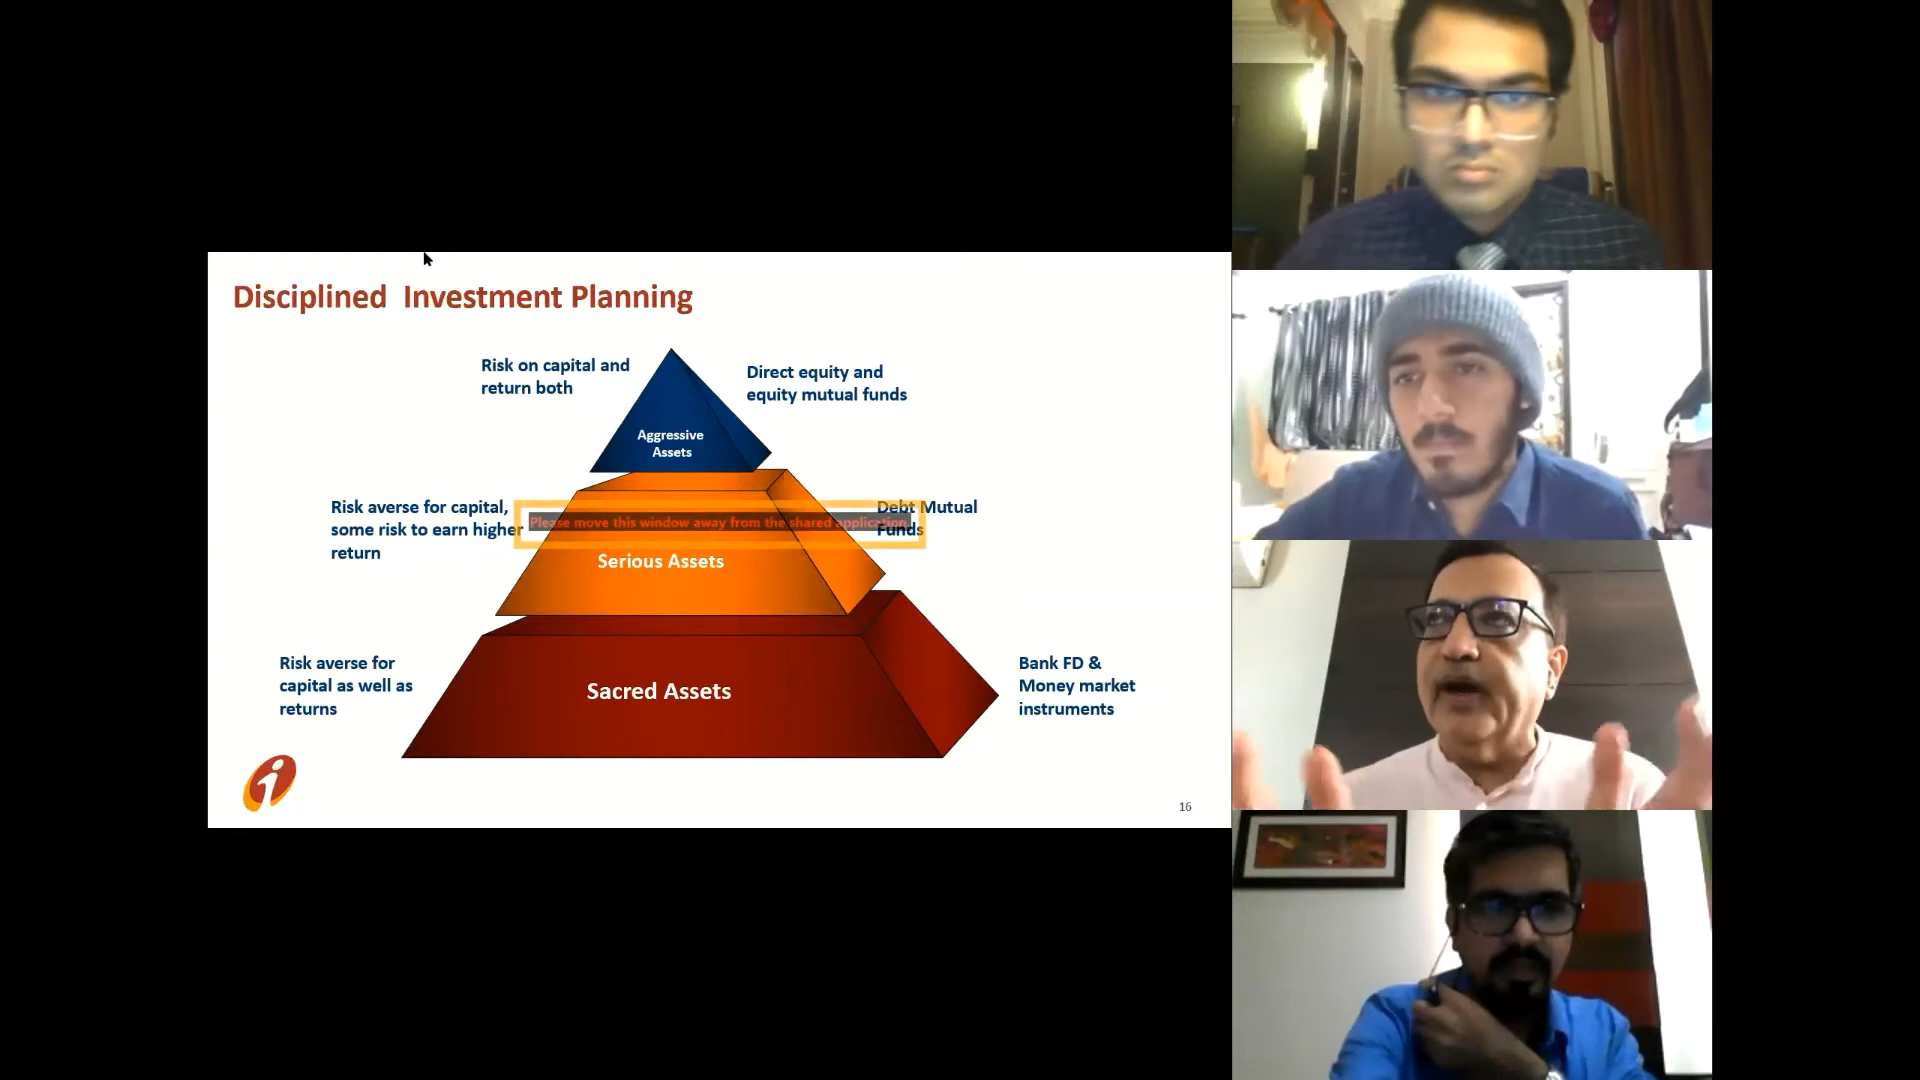 Disciplined Investment Planning
Risk on capital and
return both
Direct equity and
equity mutual funds
Aggressive
Assets
Risk averse for capital,
some risk to earn higher
return
Please move this window away from the shared application.
Debt Mutual
Funds
Serious Assets
Risk averse for
capital as well as
returns
Sacred Assets
Bank FD &
Money market
instruments
16